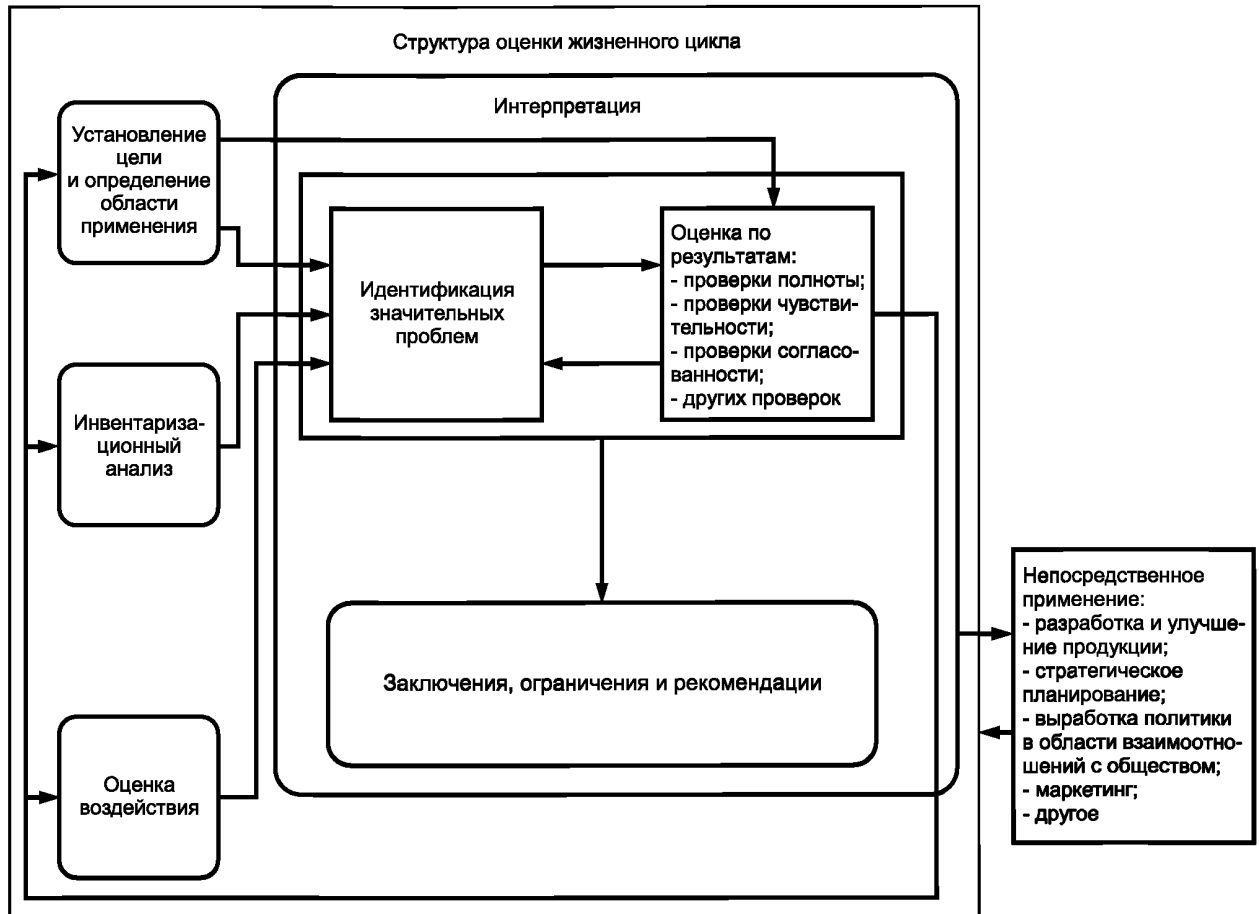 Структура оценки жизненного цикла
Интерпретация
Установление
цели
и определение
области
применения
Идентификация
значительных
проблем
Оценка по
результатам:
- проверки полноты;
- проверки чувстви-
тельности;
- проверки согласо-
ванности;
- других проверок
Инвентариза-
ционный
анализ
Заключения, ограничения и рекомендации
Оценка
воздействия
Непосредственное
применение:
- разработка и улучше-
ние продукции;
- стратегическое
планирование;
- выработка политики
в области взаимоотно-
шений с обществом;
- маркетинг;
- другое